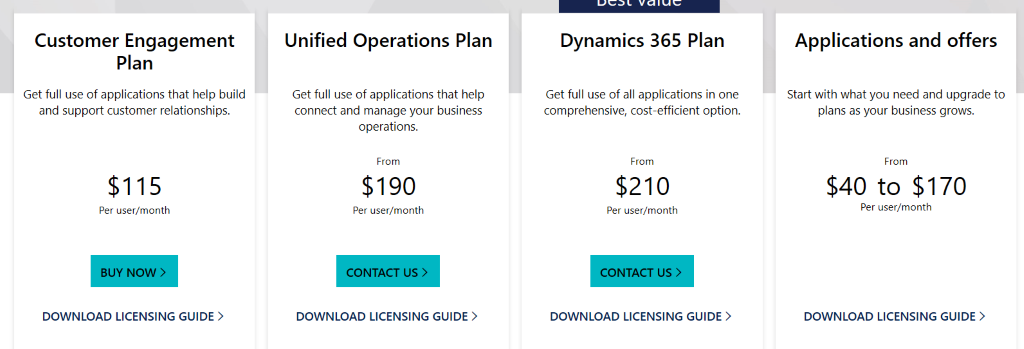 Best Value
Customer Engagement
Plan
Get full use of applications that help build
and support customer relationships.
$115
Per user/month
BUY NOW >
DOWNLOAD LICENSING GUIDE >
Unified Operations Plan
Get full use of applications that help
connect and manage your business
operations.
From
$190
Per user/month
CONTACT US >
DOWNLOAD LICENSING GUIDE >
Dynamics 365 Plan
Get full use of all applications in one
comprehensive, cost-efficient option.
From
$210
Per user/month
CONTACT US >
DOWNLOAD LICENSING GUIDE >
Applications and offers
Start with what you need and upgrade to
plans as your business grows.
From
$40 to $170
Per user/month
DOWNLOAD LICENSING GUIDE >